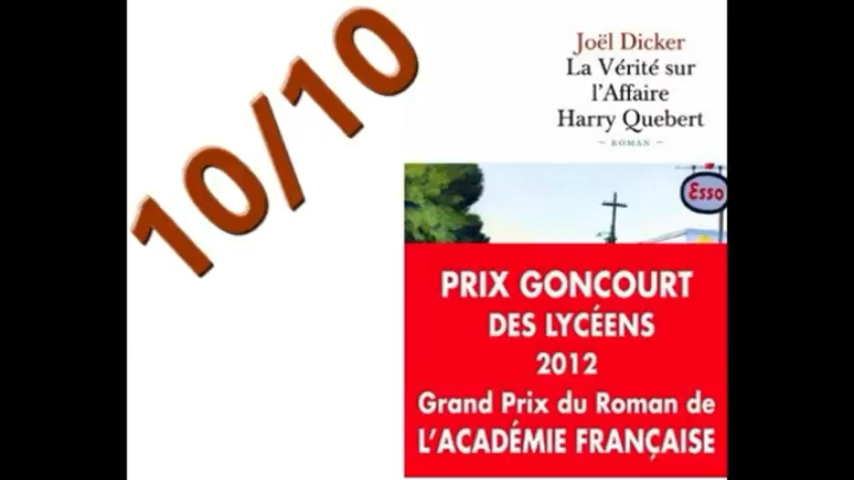 10/10
Joël Dicker
La Vérité sur
l'Affaire
Harry Quebert
~ ROMAN ~
Esso
PRIX GONCOURT
DES LYCÉENS
2012
Grand Prix du Roman de
L'ACADÉMIE FRANÇAISE